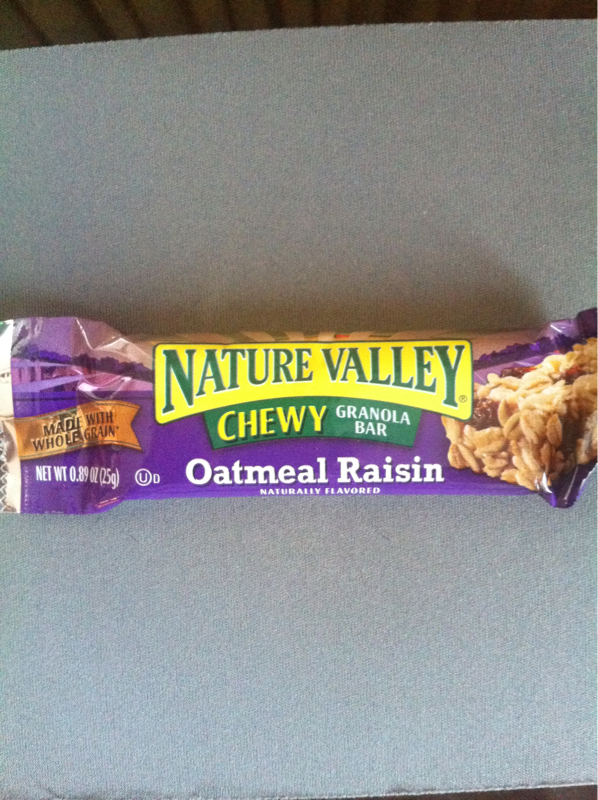 NATURE VALLEY®
CHEWY GRANOLA
BAR
MADE WITH
WHOLE GRAIN
NET WT 0.89 OZ (25g) U D
Oatmeal Raisin
NATURALLY FLAVORED